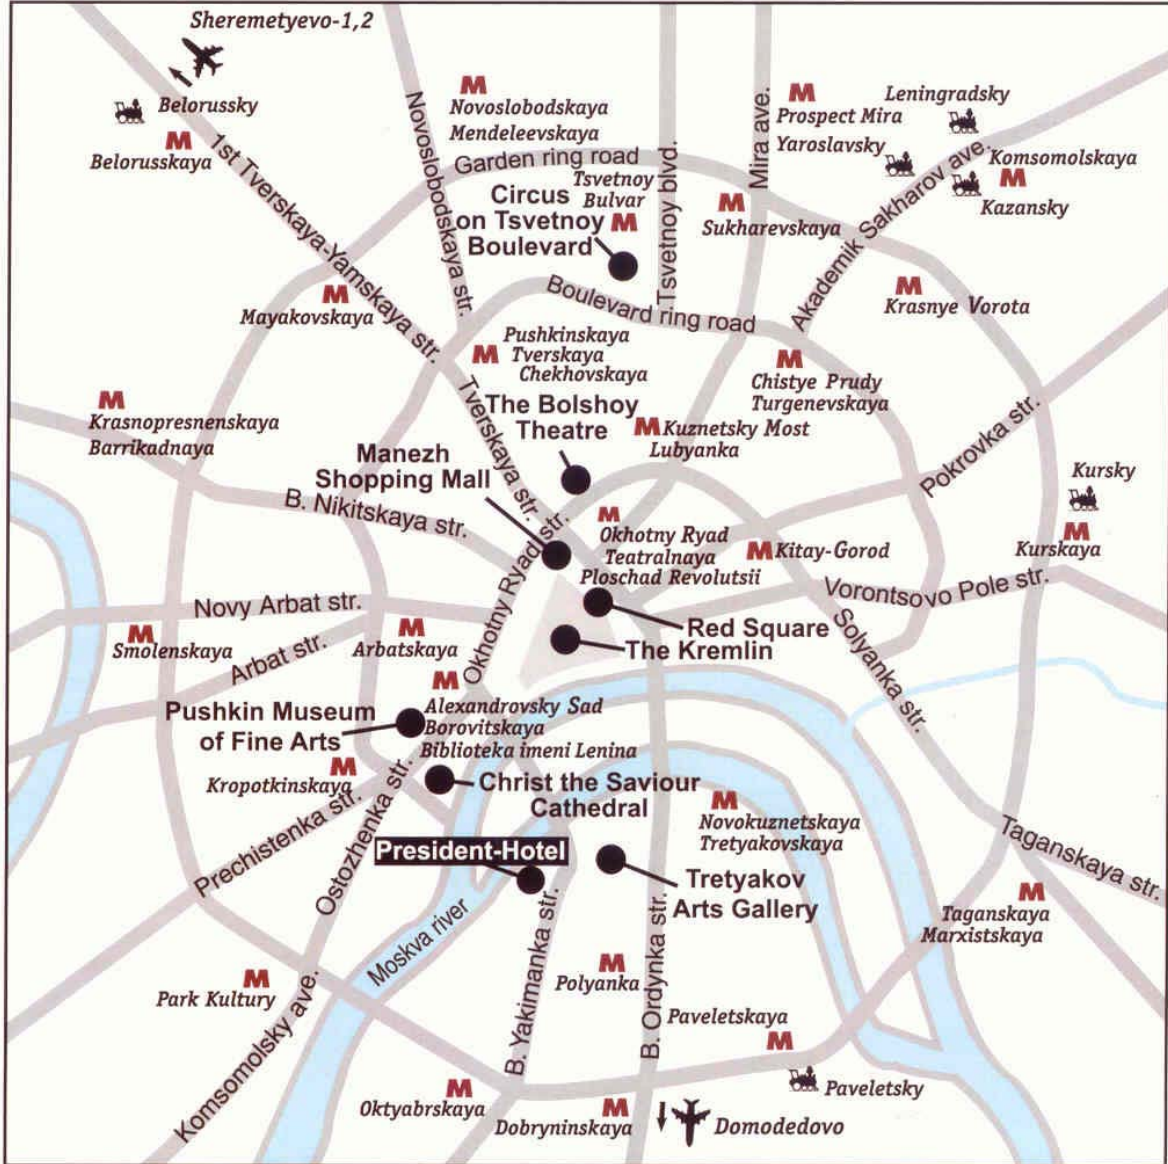 Sheremetyevo-1,2
Belorussky
M
Belorusskaya
1st Tverskaya-Yamskaya str.
Novoslobodskaya str.
M
Novoslobodskaya
Mendeleevskaya
Garden ring road
Tsvetnoy
Bulvar
M
Circus
on Tsvetnoy
Boulevard
Tsvetnoy blvd.
Mira ave.
M
Prospect Mira
Yaroslavsky
Leningradsky
Komsomolskaya
M
Kazansky
Akademik Sakharov ave.
M
Sukharevskaya
M
Krasnye Vorota
Boulevard ring road
M
Mayakovskaya
M
Pushkinskaya
Tverskaya
Chekhovskaya
M
Chistye Prudy
Turgenevskaya
Tverskaya str.
The Bolshoy
Theatre
M
Kuznetsky Most
Lubyanka
M
Krasnopresnenskaya
Barrikadnaya
Manezh
Shopping Mall
B. Nikitskaya str.
Pokrovka str.
Kursky
M
Kurskaya
M
Okhotny Ryad
Teatralnaya
Ploschad Revolutsii
M
Kitay-Gorod
Okhotny Ryad str.
Vorontsovo Pole str.
Novy Arbat str.
Red Square
The Kremlin
Solyanka str.
M
Smolenskaya
Arbat str.
M
Arbatskaya
M
Alexandrovsky Sad
Borovitskaya
Biblioteka imeni Lenina
Pushkin Museum
of Fine Arts
M
Kropotkinskaya
Christ the Saviour
Cathedral
Prechistenka str.
Ostozhenka str.
M
Novokuznetskaya
Tretyakovskaya
President-Hotel
Tretyakov
Arts Gallery
Taganskaya str.
M
Taganskaya
Marxistskaya
Moskva river
B. Yakimanka str.
B. Ordynka str.
M
Polyanka
M
Park Kultury
Komsomolsky ave.
Paveletskaya
M
Paveletsky
M
Oktyabrskaya
M
Dobryninskaya
Domodedovo